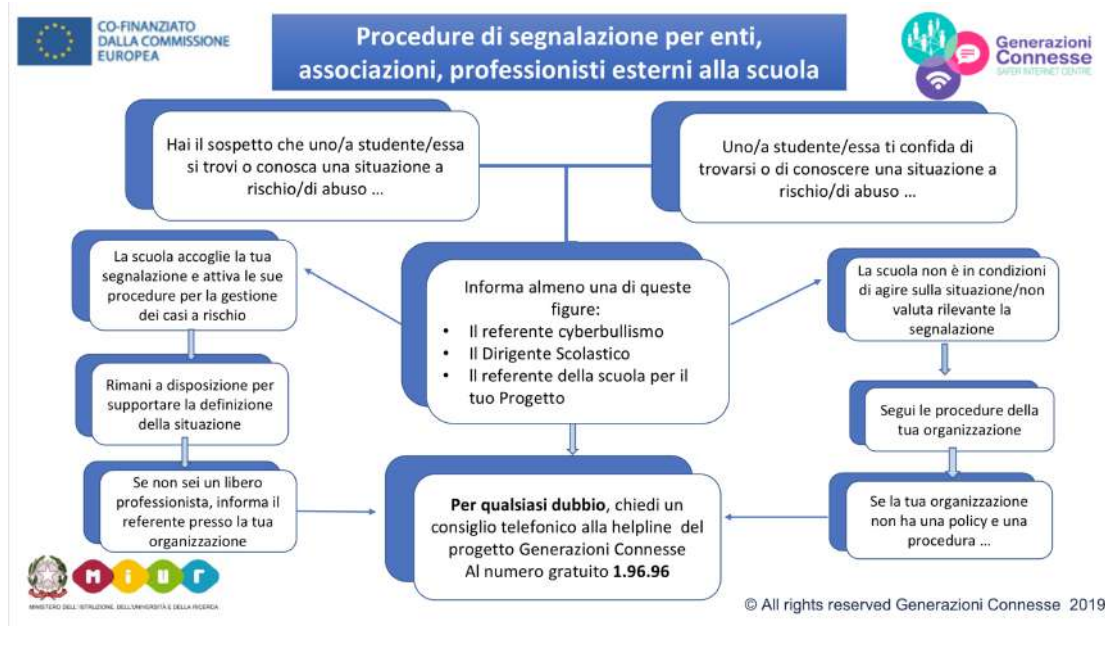 CO-FINANZIATO
DALLA COMMISSIONE
EUROPEA
Procedure di segnalazione per enti,
associazioni, professionisti esterni alla scuola
Generazioni
Connesse
SAFER INTERNET CENTRE
Hai il sospetto che uno/a studente/essa
si trovi o conosca una situazione a
rischio/di abuso ...
Uno/a studente/essa ti confida di
trovarsi o di conoscere una situazione a
rischio/di abuso ...
La scuola accoglie la tua
segnalazione e attiva le sue
procedure per la gestione
dei casi a rischio
Informa almeno una di queste
figure:
• Il referente cyberbullismo
• Il Dirigente Scolastico
• Il referente della scuola per il
tuo Progetto
La scuola non è in condizioni
di agire sulla situazione/non
valuta rilevante la
segnalazione
Rimani a disposizione per
supportare la definizione
della situazione
Segui le procedure della
tua organizzazione
Se non sei un libero
professionista, informa il
referente presso la tua
organizzazione
Per qualsiasi dubbio, chiedi un
consiglio telefonico alla helpline del
progetto Generazioni Connesse
Al numero gratuito 1.96.96
Se la tua organizzazione
non ha una policy e una
procedura ...
MIUR
MINISTERO DELL'ISTRUZIONE, DELL'UNIVERSITÀ E DELLA RICERCA
© All rights reserved Generazioni Connesse 2019